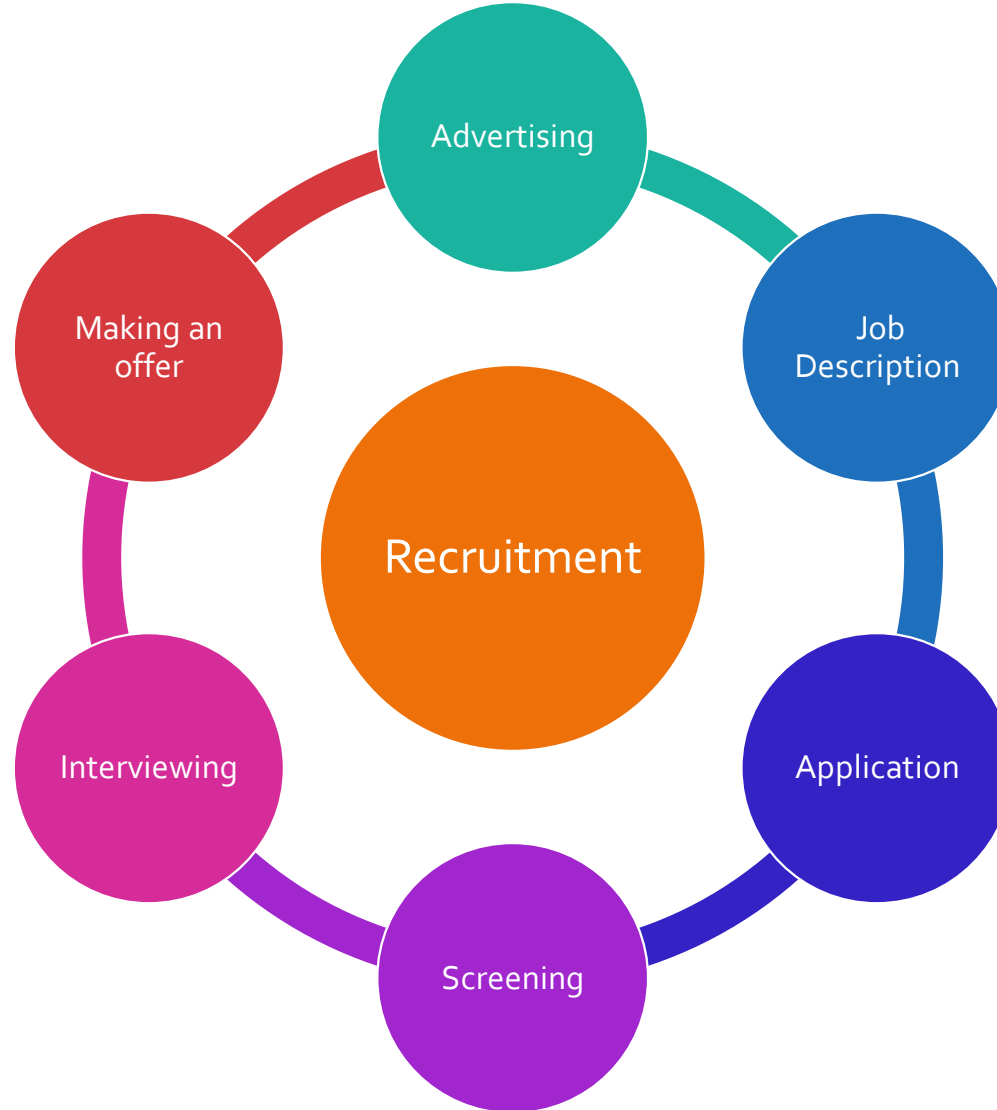 Advertising
Job
Description
Application
Screening
Interviewing
Making an
offer
Recruitment